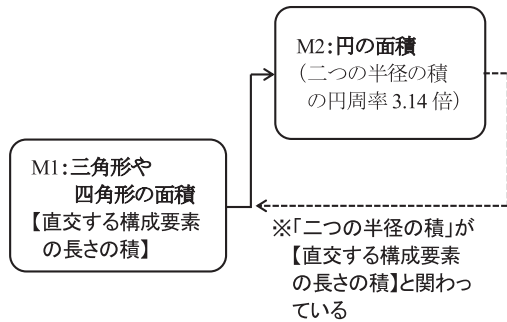 M2:円の面積
(二つの半径の積
の円周率 3.14 倍)
M1:三角形や
四角形の面積
【直交する構成要素
の長さの積】
※「二つの半径の積」が
【直交する構成要素
の長さの積】と関わっ
ている